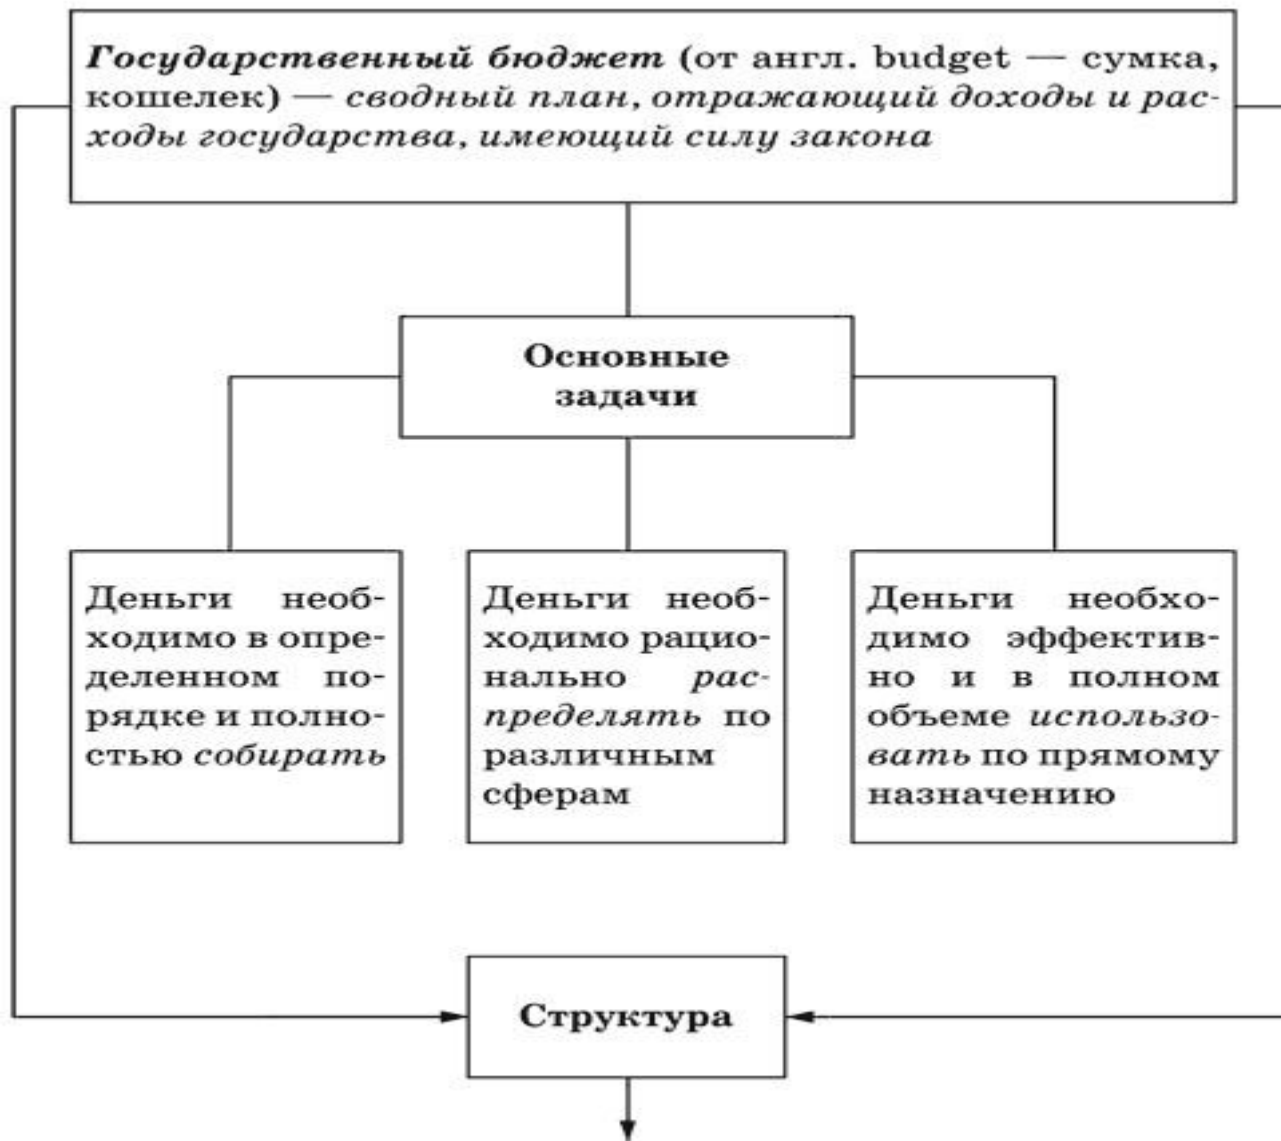 Государственный бюджет (от англ. budget — сумка,
кошелек) — сводный план, отражающий доходы и рас-
ходы государства, имеющий силу закона
Основные
задачи
Деньги необ-
ходимо в опре-
деленном по-
рядке и полно-
стью собирать
Деньги необ-
ходимо рацио-
нально рас-
пределять по
различным
сферам
Деньги необхо-
димо эффектив-
но и в полном
объеме использо-
вать по прямому
назначению
Структура